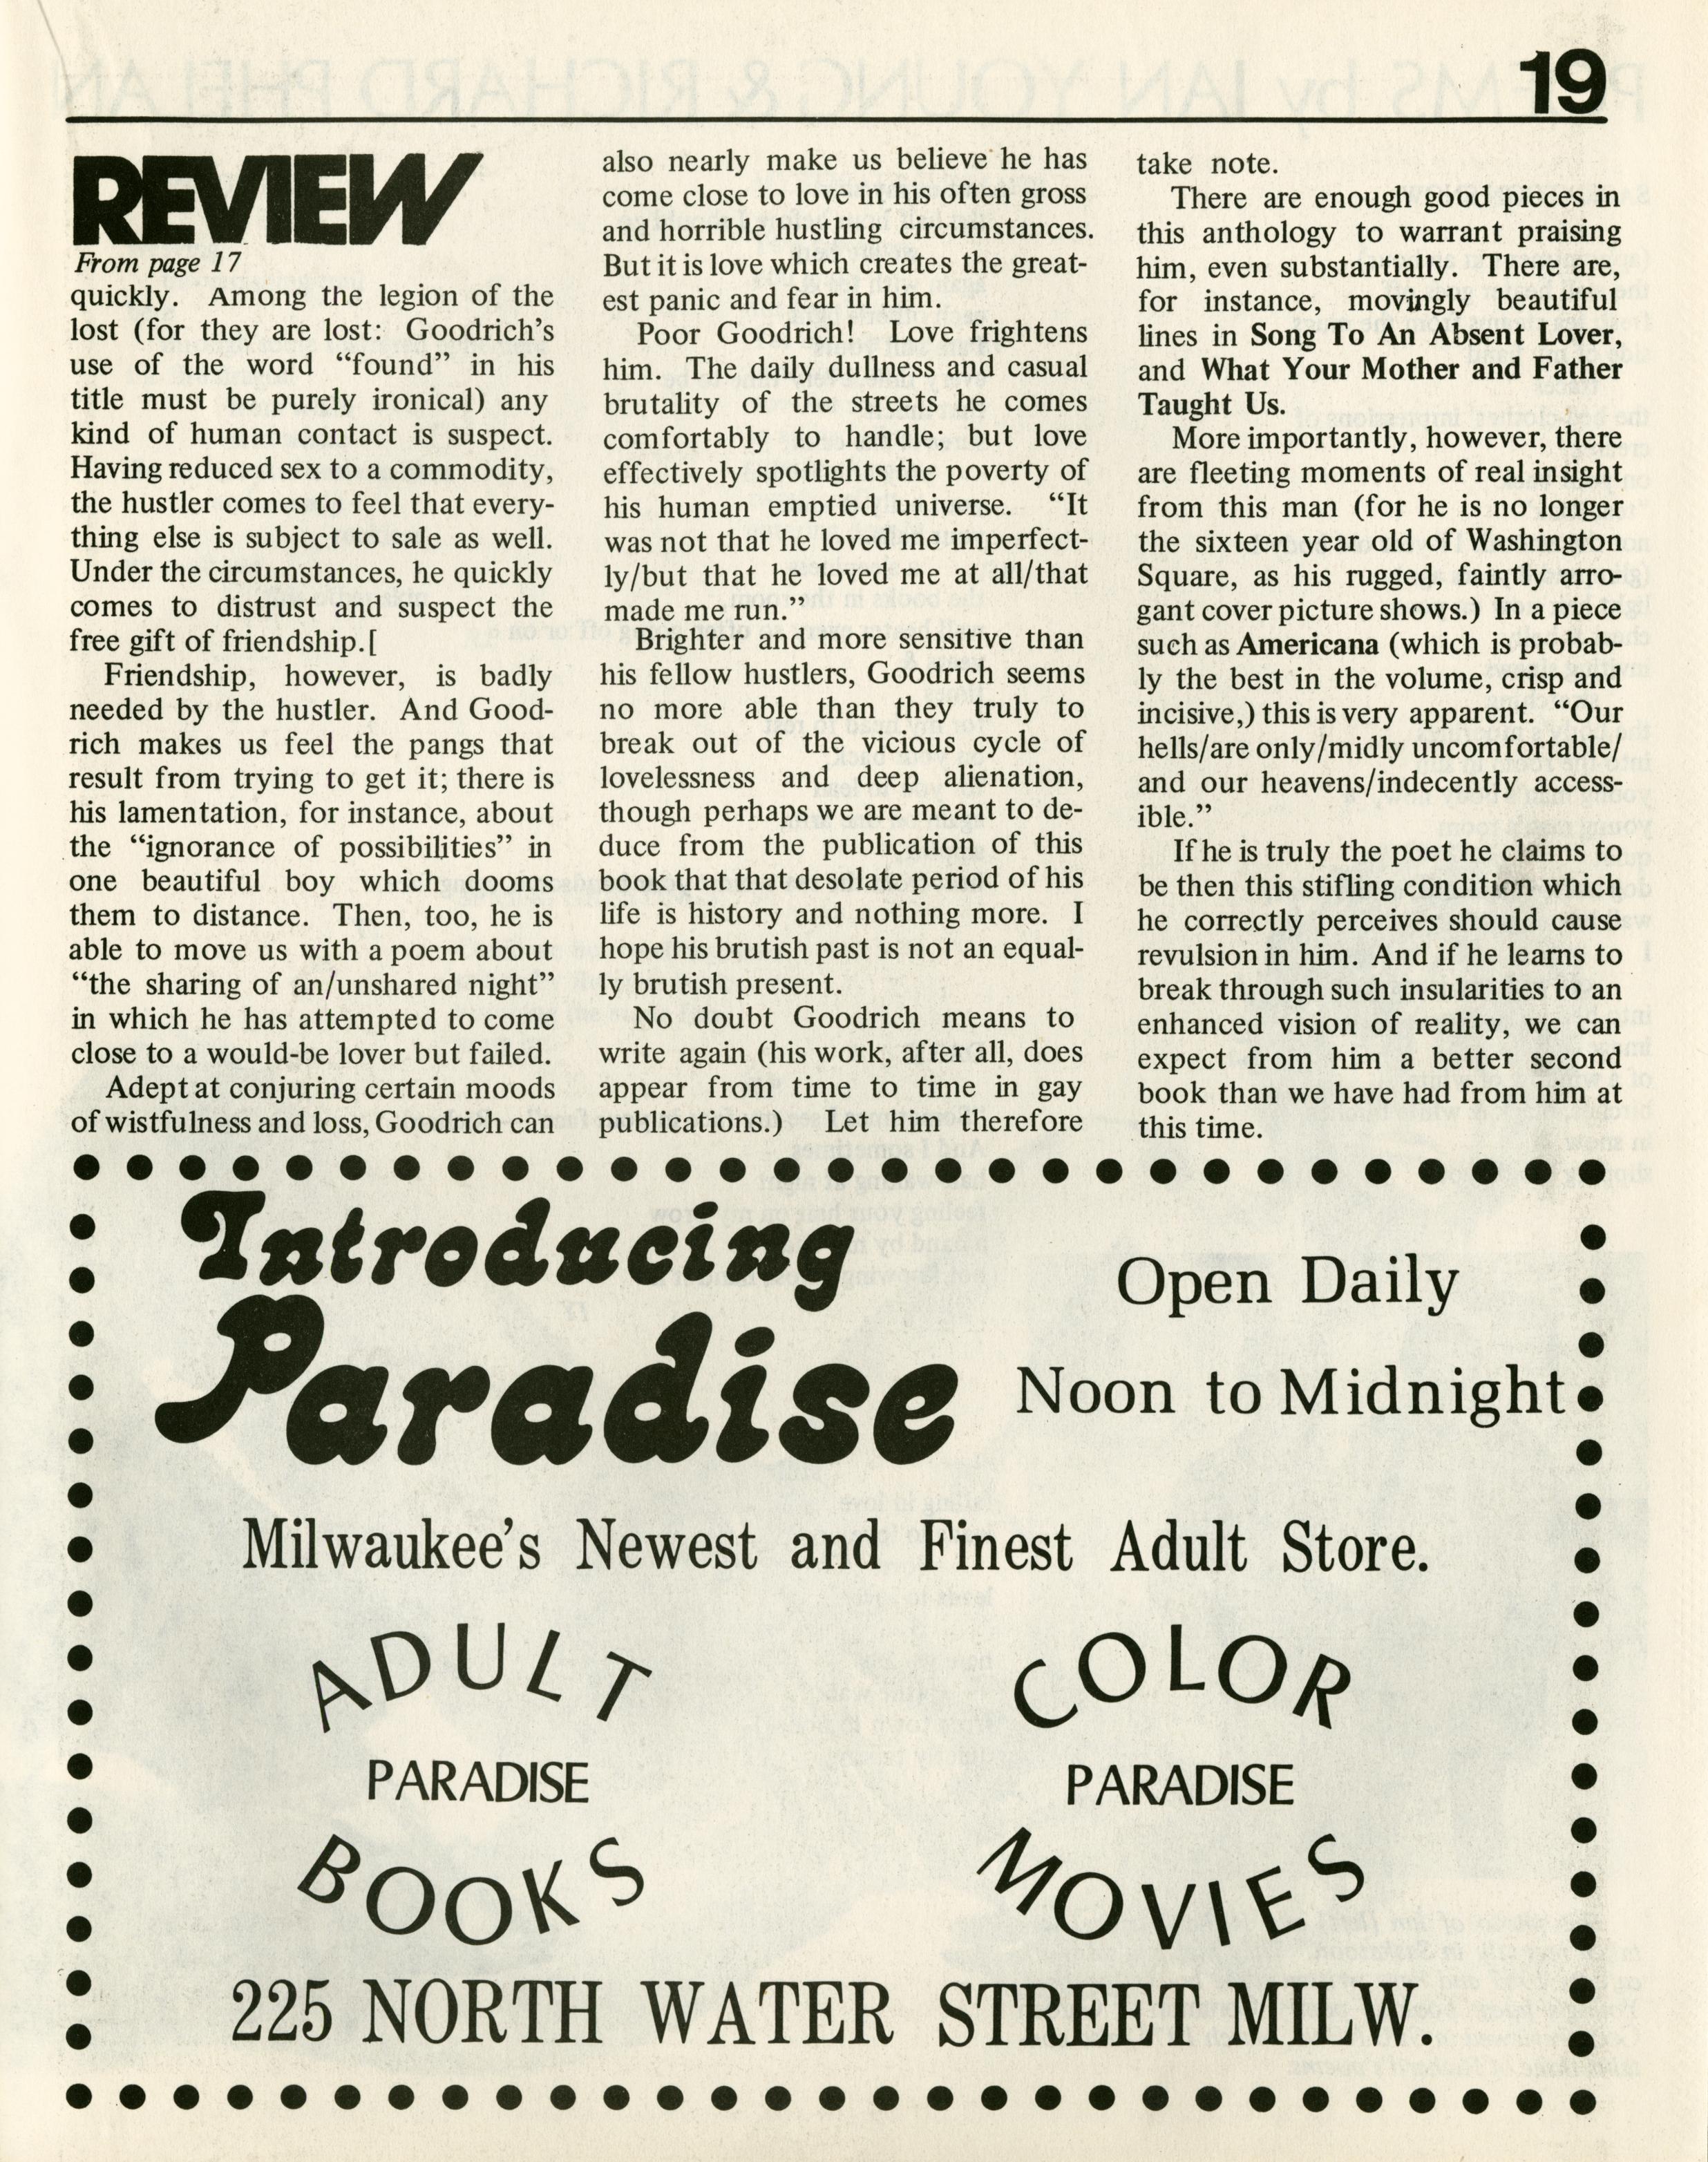 19
REVIEW
From page 17
quickly. Among the legion of the
lost (for they are lost: Goodrich's
use of the word “found” in his
title must be purely ironical) any
kind of human contact is suspect.
Having reduced sex to a commodity,
the hustler comes to feel that every-
thing else is subject to sale as well.
Under the circumstances, he quickly
comes to distrust and suspect the
free gift of friendship.[
Friendship, however, is badly
needed by the hustler. And Good-
rich makes us feel the pangs that
result from trying to get it; there is
his lamentation, for instance, about
the “ignorance of possibilities” in
one beautiful boy which dooms
them to distance. Then, too, he is
able to move us with a poem about
“the sharing of an/unshared night”
in which he has attempted to come
close to a would-be lover but failed.
Adept at conjuring certain moods
of wistfulness and loss, Goodrich can
also nearly make us believe he has
come close to love in his often gross
and horrible hustling circumstances.
But it is love which creates the great-
est panic and fear in him.
Poor Goodrich! Love frightens
him. The daily dullness and casual
brutality of the streets he comes
comfortably to handle; but love
effectively spotlights the poverty of
his human emptied universe. “It
was not that he loved me imperfect-
ly/but that he loved me at all/that
made me run.”
Brighter and more sensitive than
his fellow hustlers, Goodrich seems
no more able than they truly to
break out of the vicious cycle of
lovelessness and deep alienation,
though perhaps we are meant to de-
duce from the publication of this
book that that desolate period of his
life is history and nothing more. I
hope his brutish past is not an equal-
ly brutish present.
No doubt Goodrich means to
write again (his work, after all, does
appear from time to time in gay
publications.) Let him therefore
take note.
There are enough good pieces in
this anthology to warrant praising
him, even substantially. There are,
for instance, movingly beautiful
lines in Song To An Absent Lover,
and What Your Mother and Father
Taught Us.
More importantly, however, there
are fleeting moments of real insight
from this man (for he is no longer
the sixteen year old of Washington
Square, as his rugged, faintly arro-
gant cover picture shows.) In a piece
such as Americana (which is probab-
ly the best in the volume, crisp and
incisive,) this is very apparent. “Our
hells/are only/midly uncomfortable/
and our heavens/indecently access-
ible.”
If he is truly the poet he claims to
be then this stifling condition which
he correctly perceives should cause
revulsion in him. And if he learns to
break through such insularities to an
enhanced vision of reality, we can
expect from him a better second
book than we have had from him at
this time.
Introducing
Paradise
Open Daily
Noon to Midnight
Milwaukee's Newest and Finest Adult Store.
ADULT
PARADISE
BOOKS
COLOR
PARADISE
MOVIES
225 NORTH WATER STREET MILW.